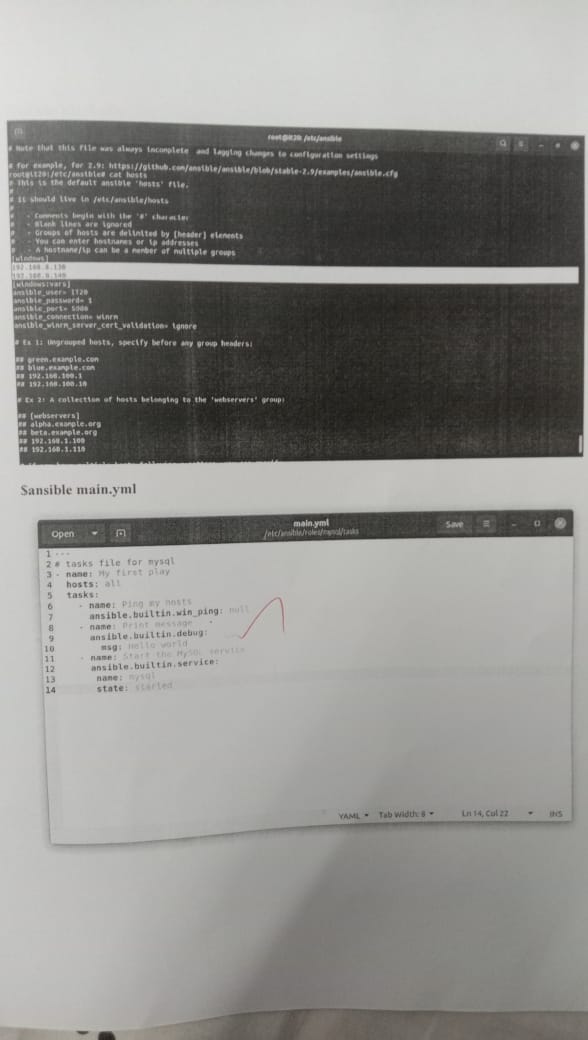 root@it20: /etc/ansible
# Note that this file was always incomplete and lagging changes to configuration settings
# for example, for 2.9: https://github.com/ansible/ansible/blob/stable-2.9/examples/ansible.cfg
root@it20:/etc/ansible# cat hosts
# This is the default ansible 'hosts' file.
#
# It should live in /etc/ansible/hosts
#
# - Comments begin with the '#' character
# - Blank lines are ignored
# - Groups of hosts are delimited by [header] elements
# - You can enter hostnames or ip addresses
# - A hostname/ip can be a member of multiple groups
[windows]
192.168.8.130
192.168.8.140
[windows:vars]
ansible_user= IT20
ansible_password= 1
ansible_port= 5986
ansible_connection= winrm
ansible_winrm_server_cert_validation= ignore
# Ex 1: Ungrouped hosts, specify before any group headers:
## green.example.com
## blue.example.com
## 192.168.100.1
## 192.168.100.10
# Ex 2: A collection of hosts belonging to the 'webservers' group:
## [webservers]
## alpha.example.org
## beta.example.org
## 192.168.1.100
## 192.168.1.110
$ansible main.yml
Open main.yml Save
/etc/ansible/roles/mysql/tasks
1 ---
2 # tasks file for mysql
3 - name: My first play
4 hosts: all
5 tasks:
6 - name: Ping my hosts
7 ansible.builtin.win_ping: null
8 - name: Print message
9 ansible.builtin.debug:
10 msg: Hello world
11 - name: Start the MySQL service
12 ansible.builtin.service:
13 name: mysql
14 state: started
YAML Tab Width: 8 Ln 14, Col 22 INS